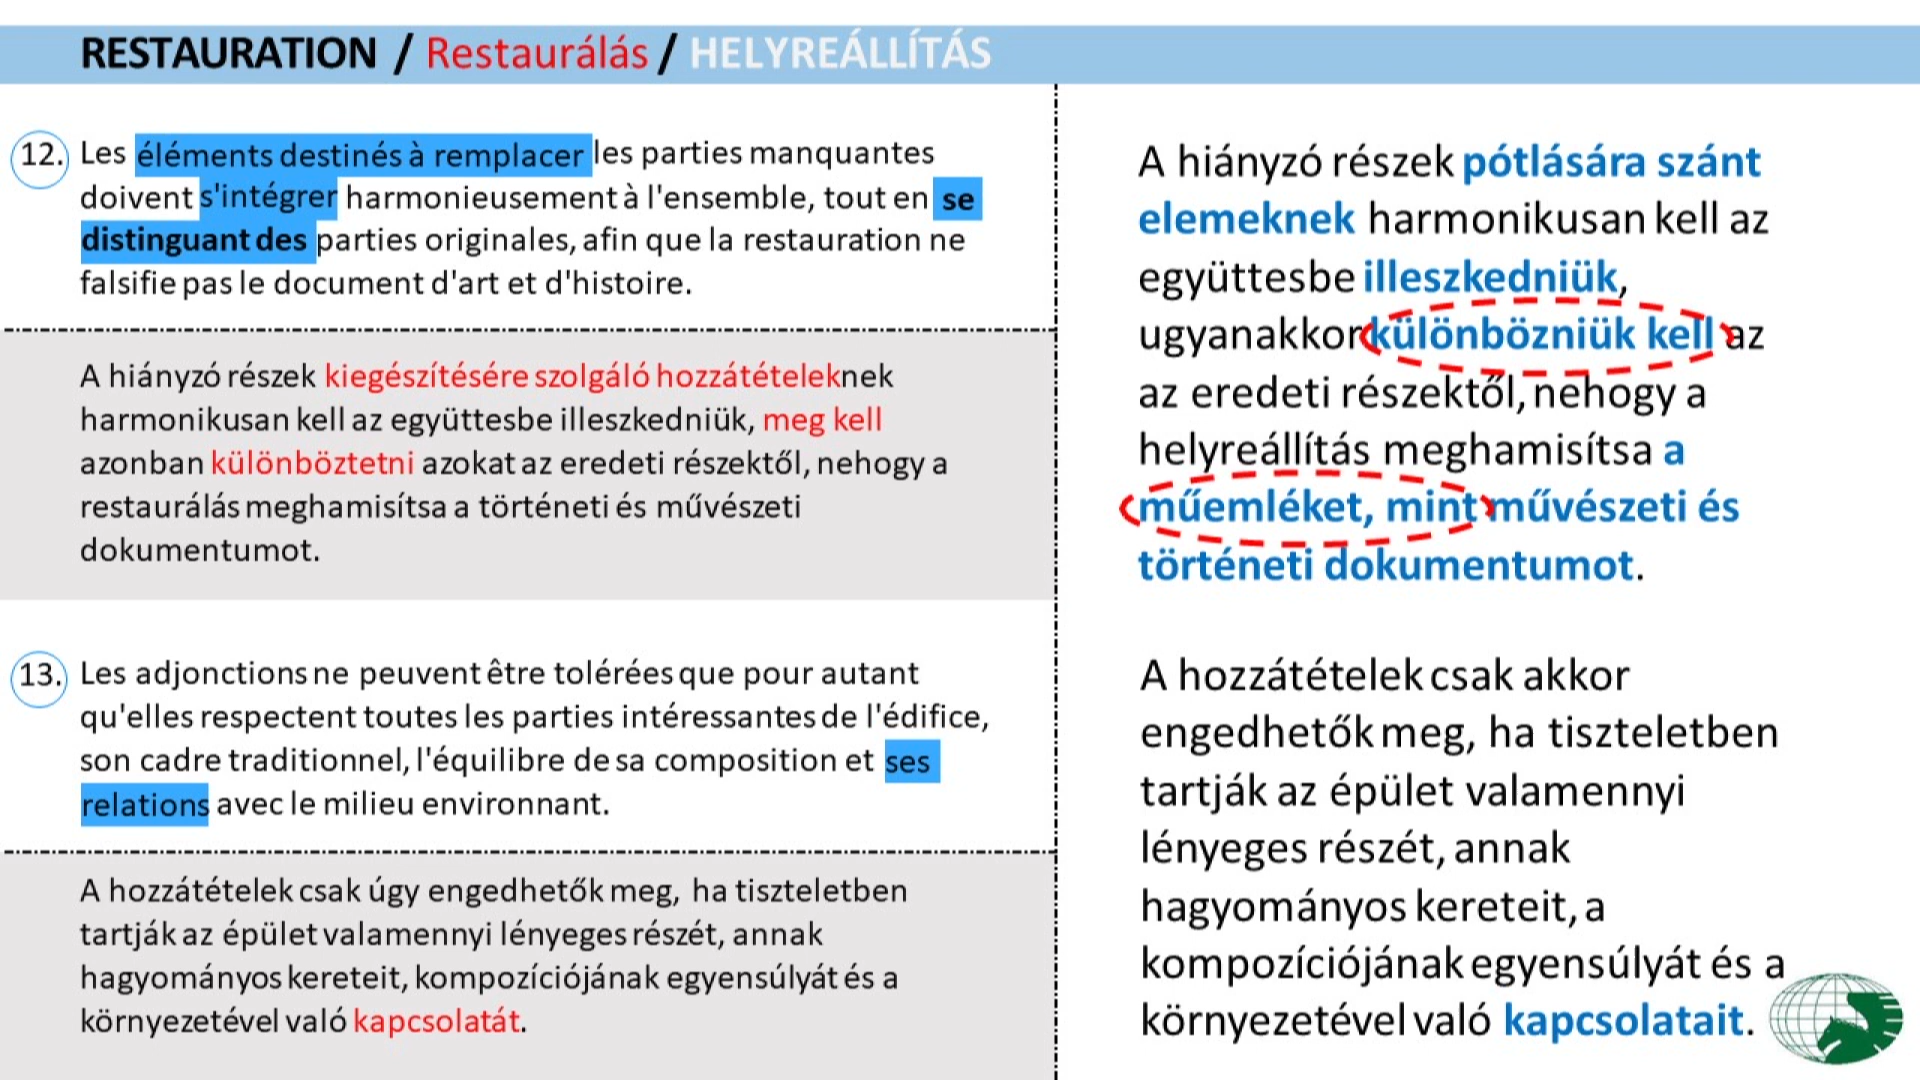 RESTAURATION / Restaurálás / HELYREÁLLÍTÁS
12. Les éléments destinés à remplacer les parties manquantes
doivent s'intégrer harmonieusement à l'ensemble, tout en se
distinguant des parties originales, afin que la restauration ne
falsifie pas le document d'art et d'histoire.
A hiányzó részek kiegészítésére szolgáló hozzátételeknek
harmonikusan kell az együttesbe illeszkedniük, meg kell
azonban különböztetni azokat az eredeti részektől, nehogy a
restaurálás meghamisítsa a történeti és művészeti
dokumentumot.
13. Les adjonctions ne peuvent être tolérées que pour autant
qu'elles respectent toutes les parties intéressantes de l'édifice,
son cadre traditionnel, l'équilibre de sa composition et ses
relations avec le milieu environnant.
A hozzátételek csak úgy engedhetők meg, ha tiszteletben
tartják az épület valamennyi lényeges részét, annak
hagyományos kereteit, kompozíciójának egyensúlyát és a
környezetével való kapcsolatát.
A hiányzó részek pótlására szánt
elemeknek harmonikusan kell az
együttesbe illeszkedniük,
ugyanakkor különbözniük kell az
az eredeti részektől, nehogy a
helyreállítás meghamisítsa a
műemléket, mint művészeti és
történeti dokumentumot.
A hozzátételek csak akkor
engedhetők meg, ha tiszteletben
tartják az épület valamennyi
lényeges részét, annak
hagyományos kereteit, a
kompozíciójának egyensúlyát és a
környezetével való kapcsolatait.